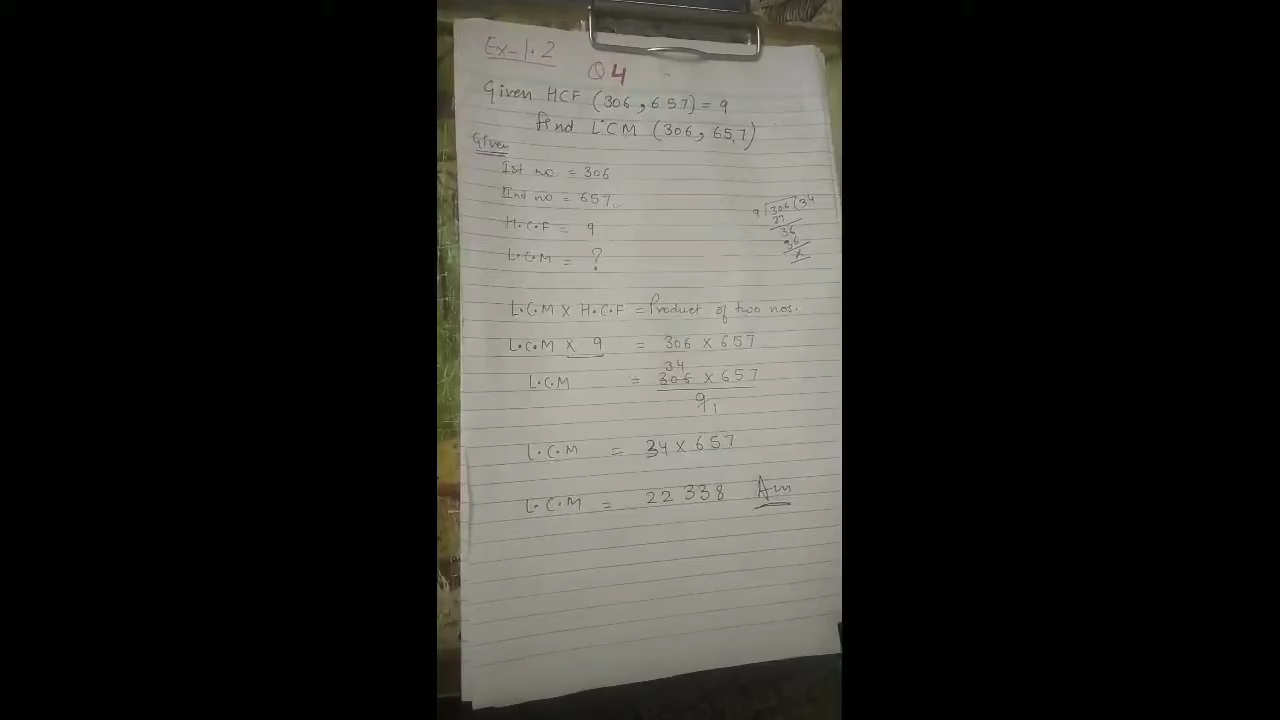 Ex-1.2
Q4
Given HCF (306, 657) = 9
find L.C.M (306, 657)
Given
Ist no. = 306
IInd no = 657.
H.C.F = 9
L.C.M = ?
9) 306 (34
27
36
36
x
L.C.M x H.C.F = Product of two nos.
L.C.M x 9 = 306 x 657
34
L.C.M = 306 x 657
9 1
L.C.M = 34 x 657
L.C.M = 22338 Ans